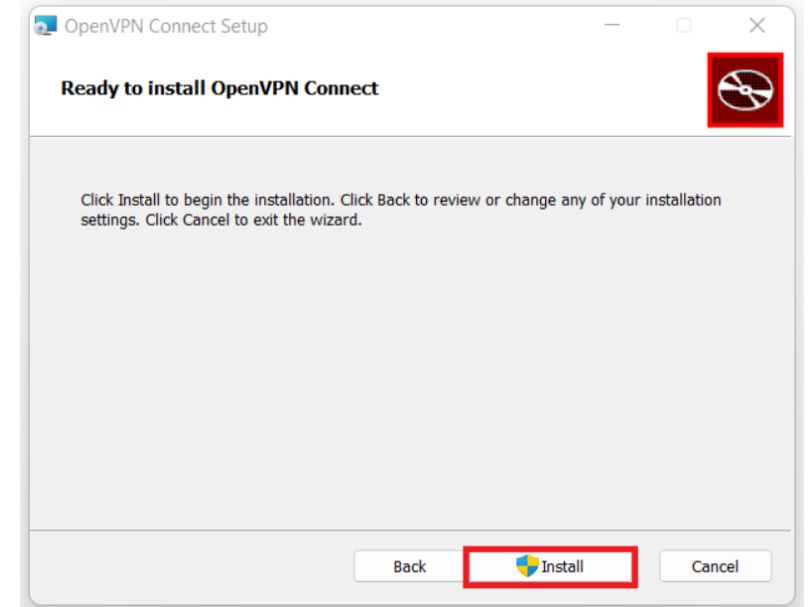 OpenVPN Connect Setup
Ready to install OpenVPN Connect
Click Install to begin the installation. Click Back to review or change any of your installation
settings. Click Cancel to exit the wizard.
Back
Install
Cancel